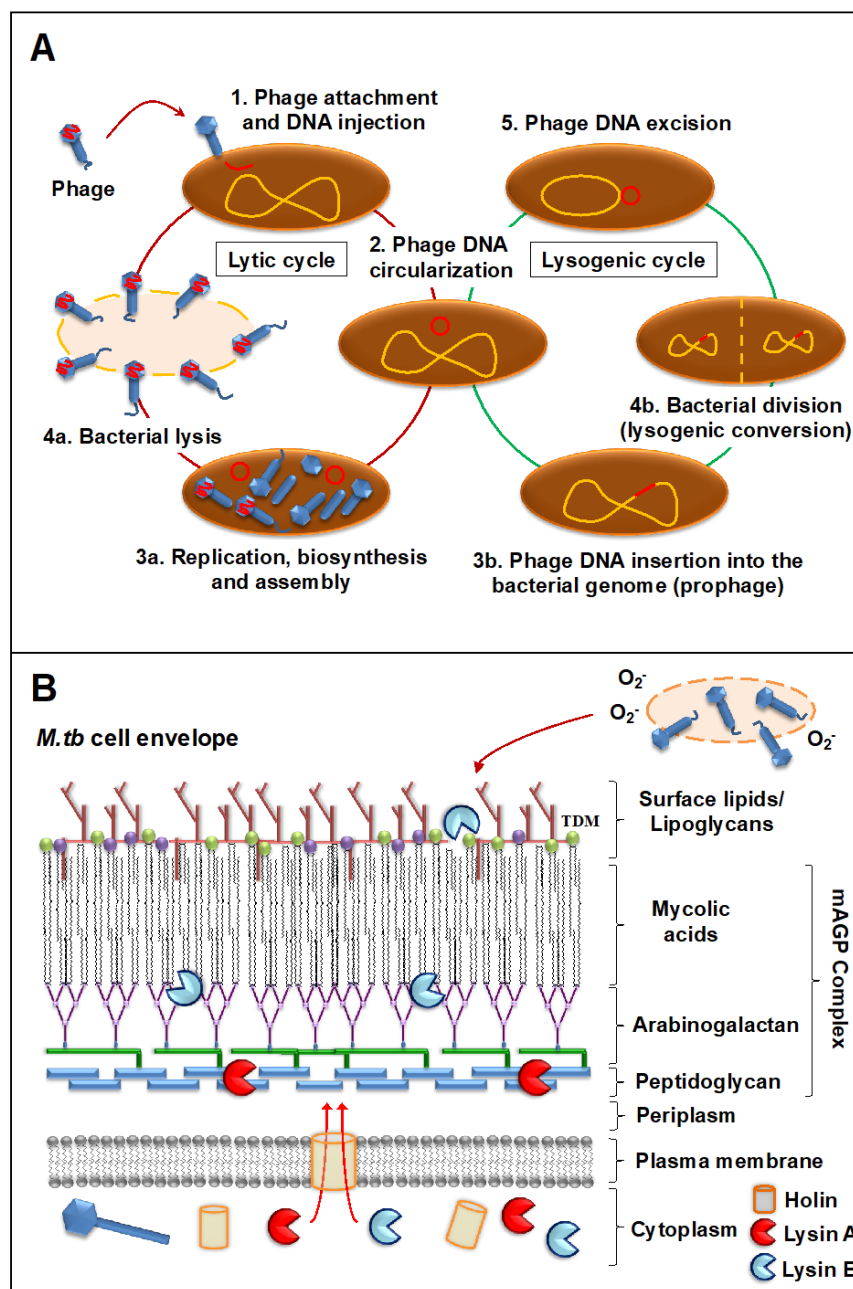 A
1. Phage attachment
and DNA injection
5. Phage DNA excision
Phage
Lytic cycle
2. Phage DNA
circularization
Lysogenic cycle
4a. Bacterial lysis
4b. Bacterial division
(lysogenic conversion)
3a. Replication, biosynthesis
and assembly
3b. Phage DNA insertion into the
bacterial genome (prophage)
B
O2-
O2-
O2-
M.tb cell envelope
TDM
Surface lipids/
Lipoglycans
Mycolic
acids
mAGP Complex
Arabinogalactan
Peptidoglycan
Periplasm
Plasma membrane
Cytoplasm
Holin
Lysin A
Lysin B